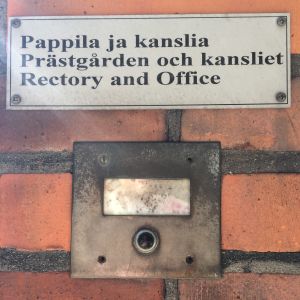 Pappila ja kanslia
Prästgården och kansliet
Rectory and Office